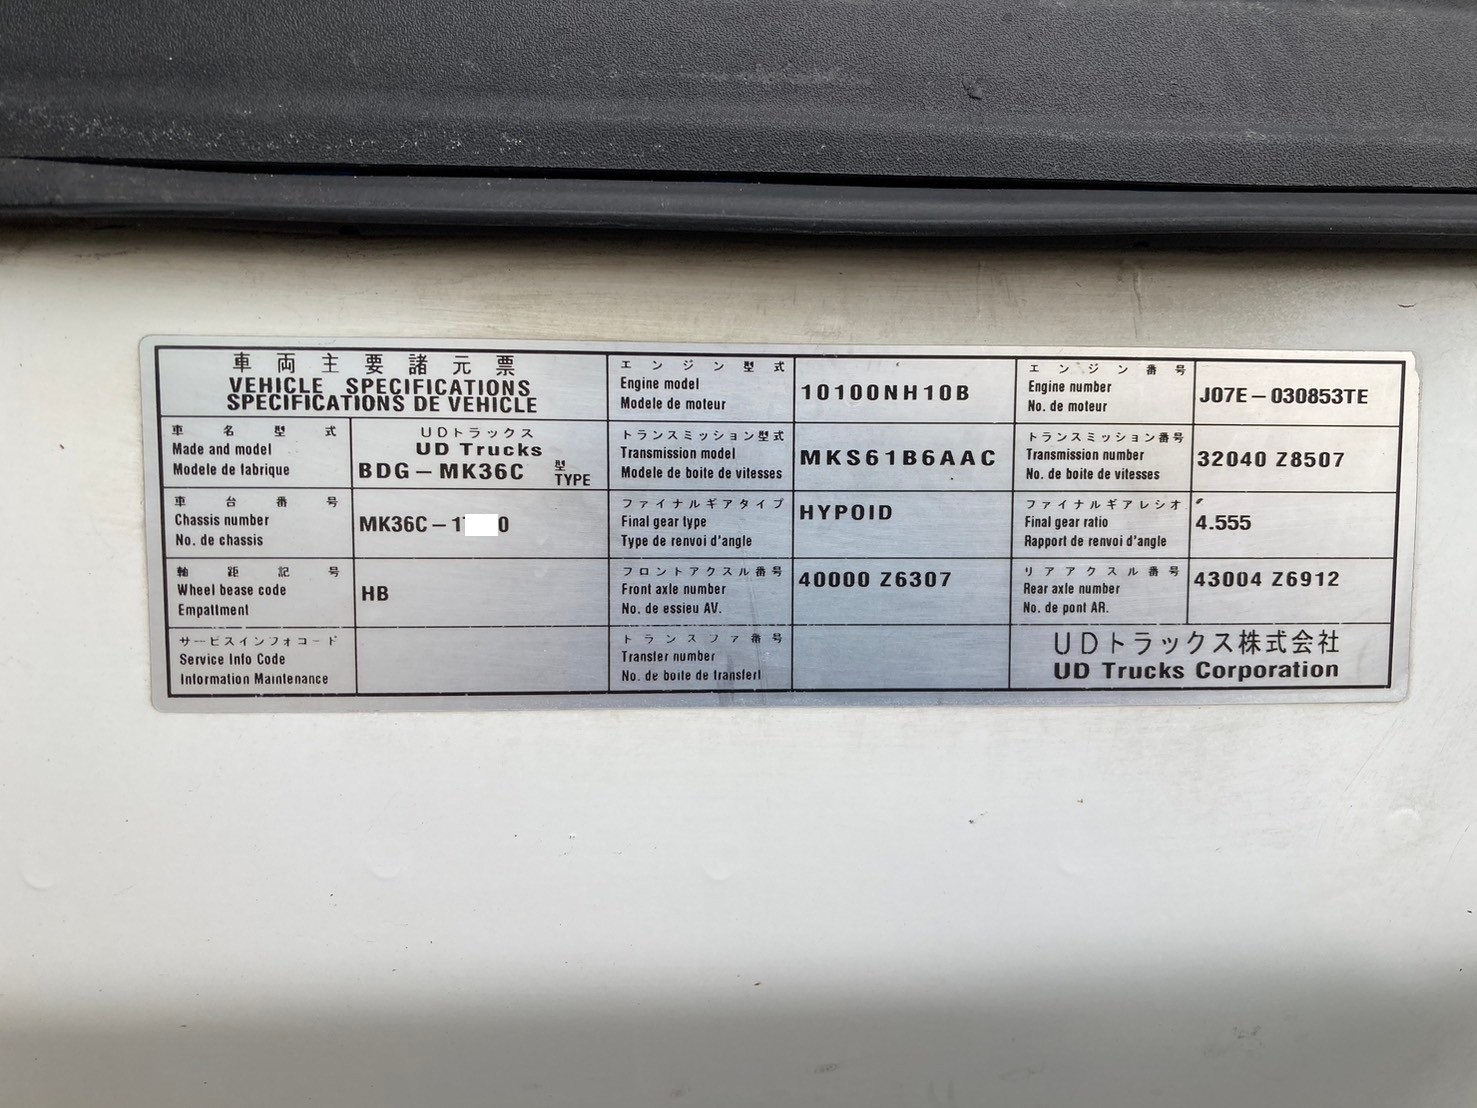 車両主要諸元票
VEHICLE SPECIFICATIONS
SPECIFICATIONS DE VEHICLE
車名型式
Made and model
Modele de fabrique
UDトラックス
UD Trucks
BDG-MK36C 型
TYPE
車台番号
Chassis number
No. de chassis
MK36C-1 0
軸距記号
Wheel bease code
Empattment
HB
サービスインフォコード
Service Info Code
Information Maintenance
エンジン型式
Engine model
Modele de moteur
10100NH10B
トランスミッション型式
Transmission model
Modele de boite de vitesses
MKS61B6AAC
ファイナルギアタイプ
Final gear type
Type de renvoi d'angle
HYPOID
フロントアクスル番号
Front axle number
No. de essieu AV.
40000 Z6307
トランスファ番号
Transfer number
No. de boite de transferl
エンジン番号
Engine number
No. de moteur
J07E-030853TE
トランスミッション番号
Transmission number
No. de boite de vitesses
32040 Z8507
ファイナルギアレシオ
Final gear ratio
Rapport de renvoi d'angle
4.555
リアアクスル番号
Rear axle number
No. de pont AR.
43004 Z6912
UDトラックス株式会社
UD Trucks Corporation